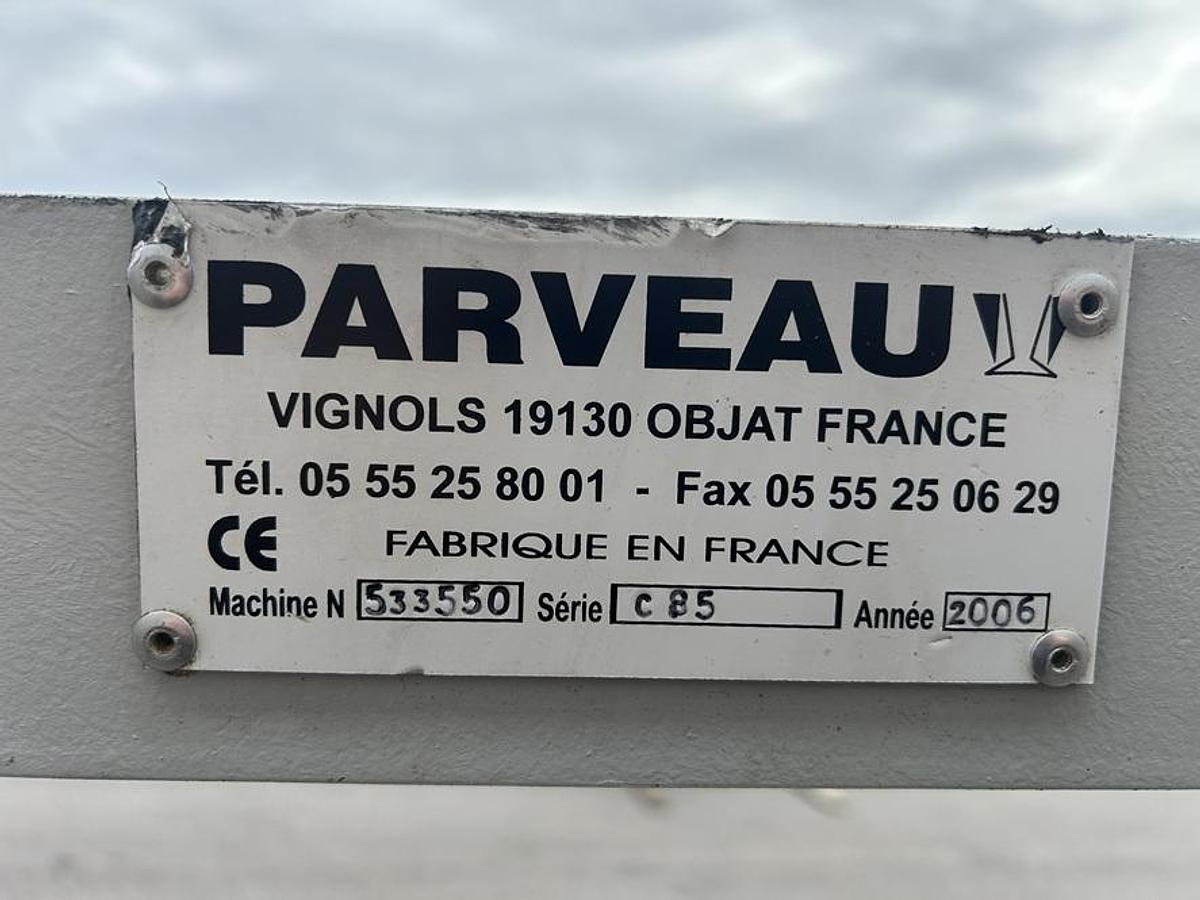 PARVEAU
VIGNOLS 19130 OBJAT FRANCE
Tél. 05 55 25 80 01 - Fax 05 55 25 06 29
CE FABRIQUE EN FRANCE
Machine N 533550 Série C 85 Année 2006